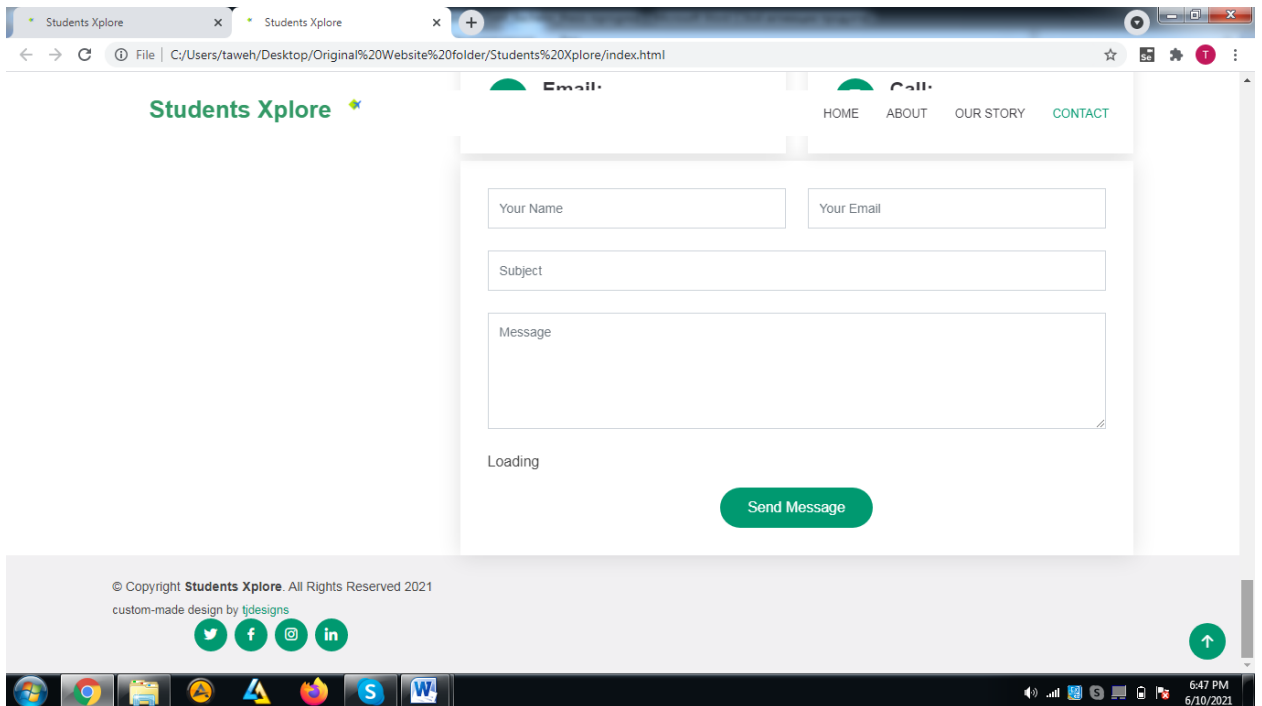 Students Xplore
Students Xplore
File
C:/Users/taweh/Desktop/Original%20Website%20folder/Students%20Xplore/index.html
Se
T
Email:
Call:
Students Xplore
HOME ABOUT OUR STORY CONTACT
Your Name
Your Email
Subject
Message
Loading
Send Message
© Copyright Students Xplore. All Rights Reserved 2021
custom-made design by tjdesigns
6:47 PM
6/10/2021